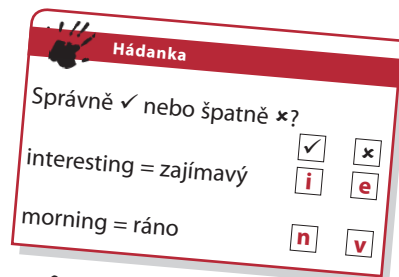 Hádanka
Správně ✓ nebo špatně ×?
✓ ×
interesting = zajímavý i e
morning = ráno n v